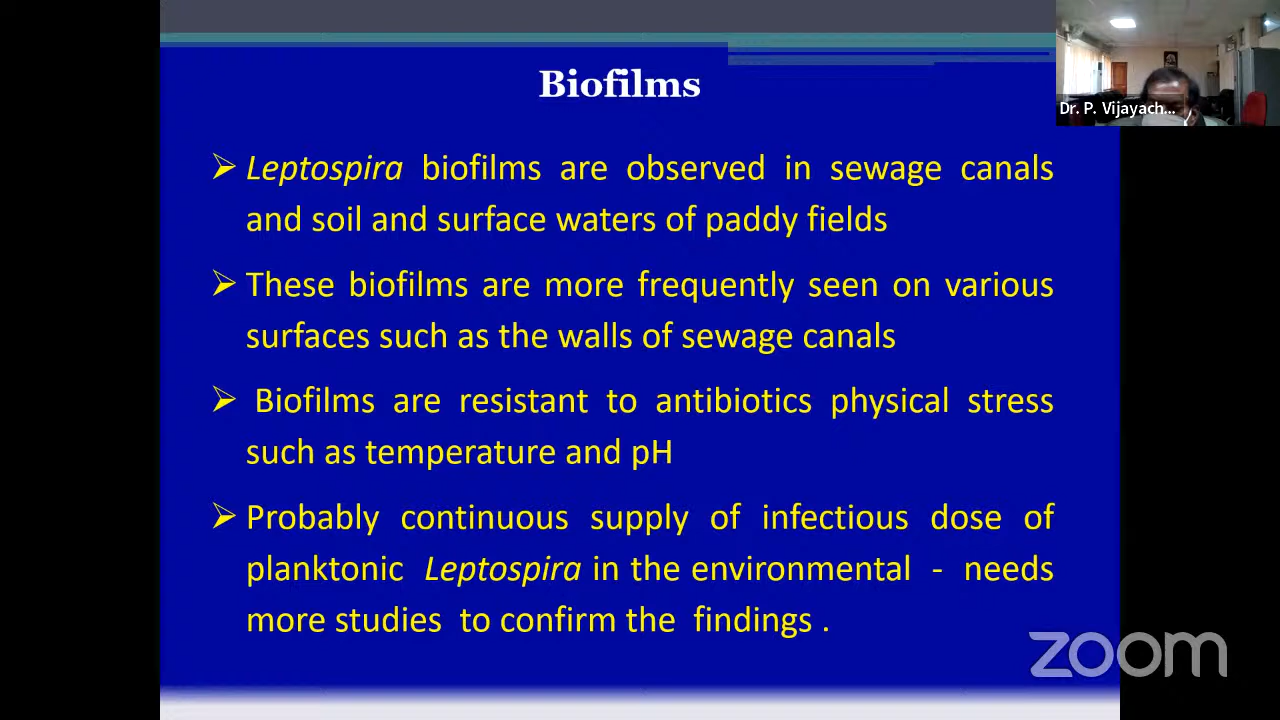 Biofilms
Dr. P. Vijayach...
➢ Leptospira biofilms are observed in sewage canals
and soil and surface waters of paddy fields
➢ These biofilms are more frequently seen on various
surfaces such as the walls of sewage canals
➢ Biofilms are resistant to antibiotics physical stress
such as temperature and pH
➢ Probably continuous supply of infectious dose of
planktonic Leptospira in the environmental - needs
more studies to confirm the findings .
zoom